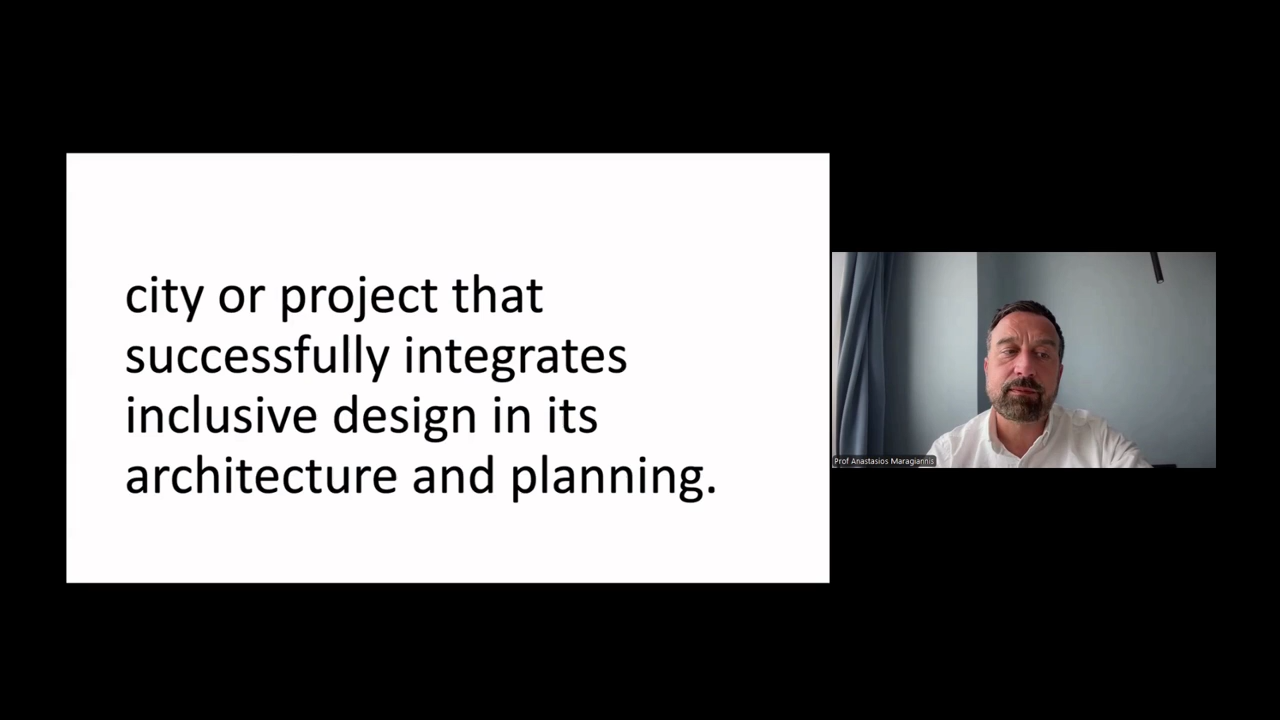 city or project that
successfully integrates
inclusive design in its
architecture and planning.
Prof Anastasios Maragiannis